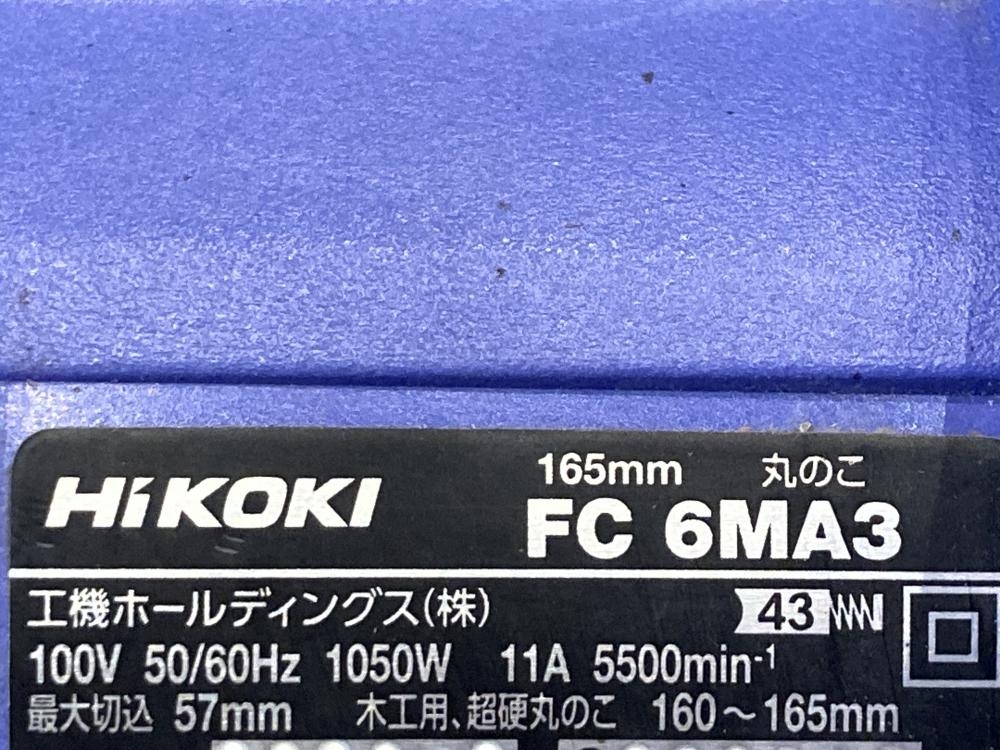 165mm 丸のこ
HiKOKI FC 6MA3
工機ホールディングス(株) 43
100V 50/60Hz 1050W 11A 5500min-¹
最大切込 57mm 木工用、超硬丸のこ 160～165mm